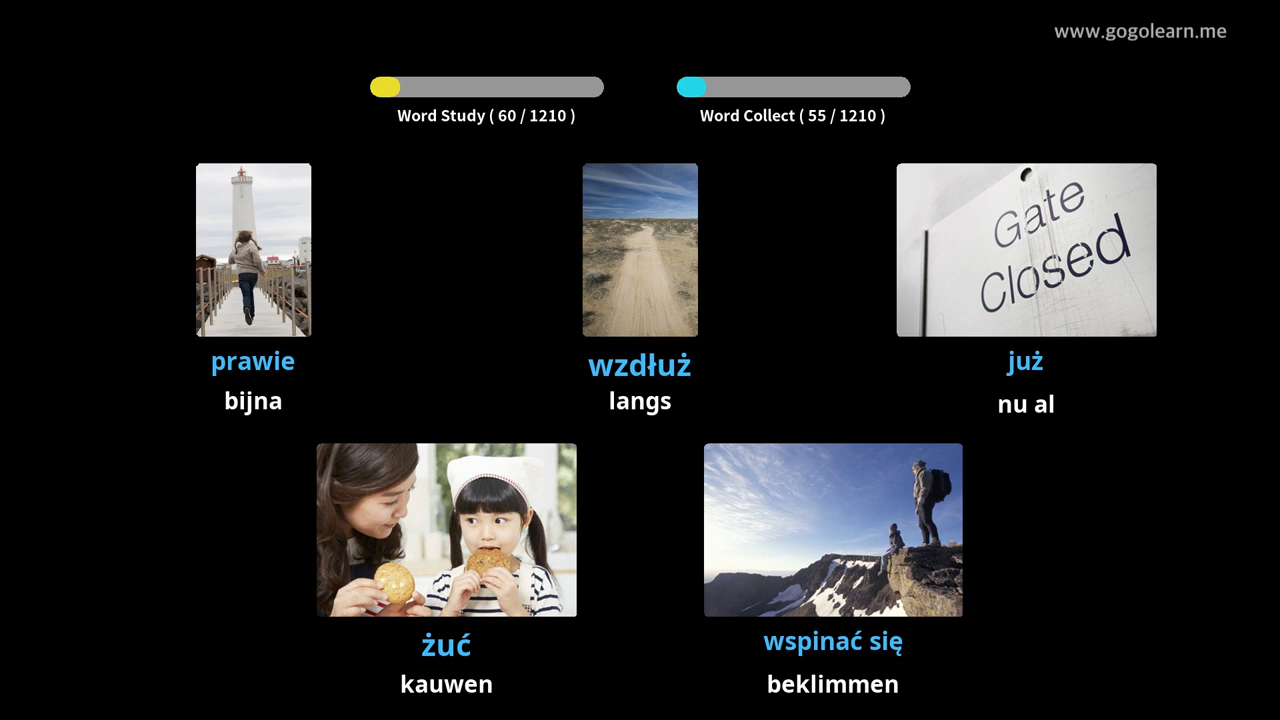 www.gogolearn.me
Word Study ( 60 / 1210 )
Word Collect ( 55 / 1210 )
Gate
Closed
prawie
bijna
wzdłuż
langs
już
nu al
żuć
kauwen
wspinać się
beklimmen